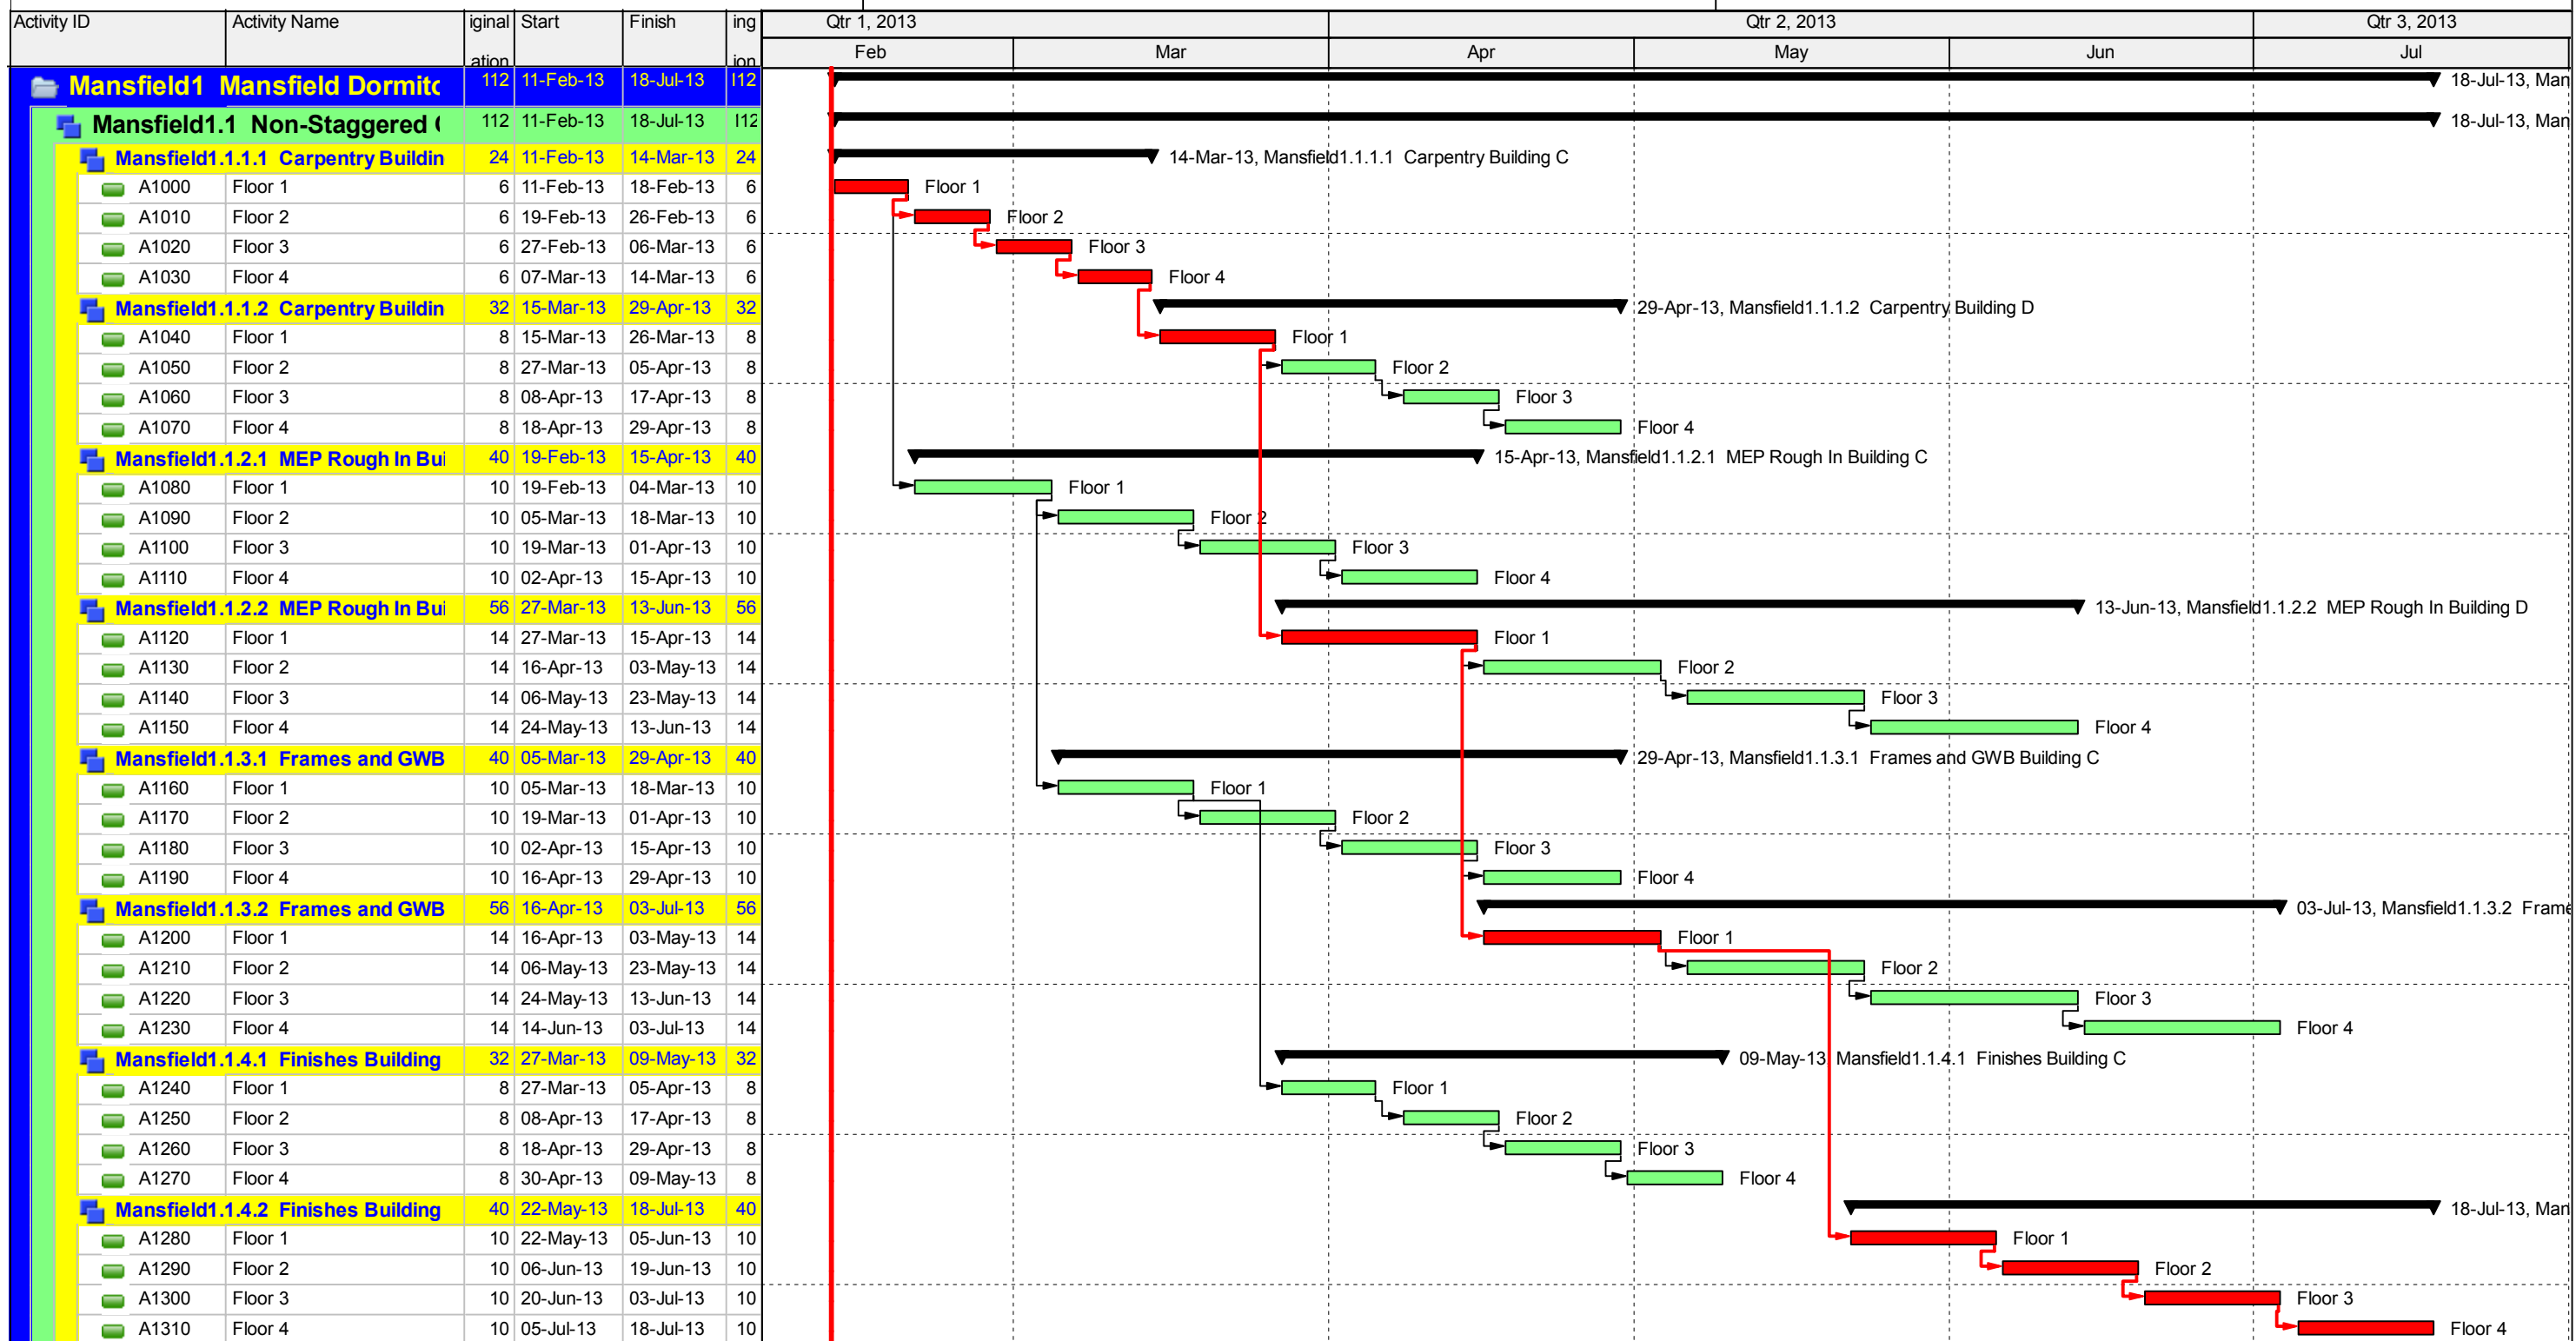 Activity ID Activity Name iginal Start Finish ing Qtr 1, 2013 Qtr 2, 2013 Qtr 3, 2013
ation ion Feb Mar Apr May Jun Jul
Mansfield1 Mansfield Dormito 112 11-Feb-13 18-Jul-13 112 18-Jul-13, Man
Mansfield1.1 Non-Staggered 112 11-Feb-13 18-Jul-13 112 18-Jul-13, Man
Mansfield1.1.1.1 Carpentry Buildin 24 11-Feb-13 14-Mar-13 24 14-Mar-13, Mansfield1.1.1.1 Carpentry Building C
A1000 Floor 1 6 11-Feb-13 18-Feb-13 6 Floor 1
A1010 Floor 2 6 19-Feb-13 26-Feb-13 6 Floor 2
A1020 Floor 3 6 27-Feb-13 06-Mar-13 6 Floor 3
A1030 Floor 4 6 07-Mar-13 14-Mar-13 6 Floor 4
Mansfield1.1.1.2 Carpentry Buildin 32 15-Mar-13 29-Apr-13 32 29-Apr-13, Mansfield1.1.1.2 Carpentry Building D
A1040 Floor 1 8 15-Mar-13 26-Mar-13 8 Floor 1
A1050 Floor 2 8 27-Mar-13 05-Apr-13 8 Floor 2
A1060 Floor 3 8 08-Apr-13 17-Apr-13 8 Floor 3
A1070 Floor 4 8 18-Apr-13 29-Apr-13 8 Floor 4
Mansfield1.1.2.1 MEP Rough In Bui 40 19-Feb-13 15-Apr-13 40 15-Apr-13, Mansfield1.1.2.1 MEP Rough In Building C
A1080 Floor 1 10 19-Feb-13 04-Mar-13 10 Floor 1
A1090 Floor 2 10 05-Mar-13 18-Mar-13 10 Floor 2
A1100 Floor 3 10 19-Mar-13 01-Apr-13 10 Floor 3
A1110 Floor 4 10 02-Apr-13 15-Apr-13 10 Floor 4
Mansfield1.1.2.2 MEP Rough In Bui 56 27-Mar-13 13-Jun-13 56 13-Jun-13, Mansfield1.1.2.2 MEP Rough In Building D
A1120 Floor 1 14 27-Mar-13 15-Apr-13 14 Floor 1
A1130 Floor 2 14 16-Apr-13 03-May-13 14 Floor 2
A1140 Floor 3 14 06-May-13 23-May-13 14 Floor 3
A1150 Floor 4 14 24-May-13 13-Jun-13 14 Floor 4
Mansfield1.1.3.1 Frames and GWB 40 05-Mar-13 29-Apr-13 40 29-Apr-13, Mansfield1.1.3.1 Frames and GWB Building C
A1160 Floor 1 10 05-Mar-13 18-Mar-13 10 Floor 1
A1170 Floor 2 10 19-Mar-13 01-Apr-13 10 Floor 2
A1180 Floor 3 10 02-Apr-13 15-Apr-13 10 Floor 3
A1190 Floor 4 10 16-Apr-13 29-Apr-13 10 Floor 4
Mansfield1.1.3.2 Frames and GWB 56 16-Apr-13 03-Jul-13 56 03-Jul-13, Mansfield1.1.3.2 Frame
A1200 Floor 1 14 16-Apr-13 03-May-13 14 Floor 1
A1210 Floor 2 14 06-May-13 23-May-13 14 Floor 2
A1220 Floor 3 14 24-May-13 13-Jun-13 14 Floor 3
A1230 Floor 4 14 14-Jun-13 03-Jul-13 14 Floor 4
Mansfield1.1.4.1 Finishes Building 32 27-Mar-13 09-May-13 32 09-May-13, Mansfield1.1.4.1 Finishes Building C
A1240 Floor 1 8 27-Mar-13 05-Apr-13 8 Floor 1
A1250 Floor 2 8 08-Apr-13 17-Apr-13 8 Floor 2
A1260 Floor 3 8 18-Apr-13 29-Apr-13 8 Floor 3
A1270 Floor 4 8 30-Apr-13 09-May-13 8 Floor 4
Mansfield1.1.4.2 Finishes Building 40 22-May-13 18-Jul-13 40 18-Jul-13, Man
A1280 Floor 1 10 22-May-13 05-Jun-13 10 Floor 1
A1290 Floor 2 10 06-Jun-13 19-Jun-13 10 Floor 2
A1300 Floor 3 10 20-Jun-13 03-Jul-13 10 Floor 3
A1310 Floor 4 10 05-Jul-13 18-Jul-13 10 Floor 4